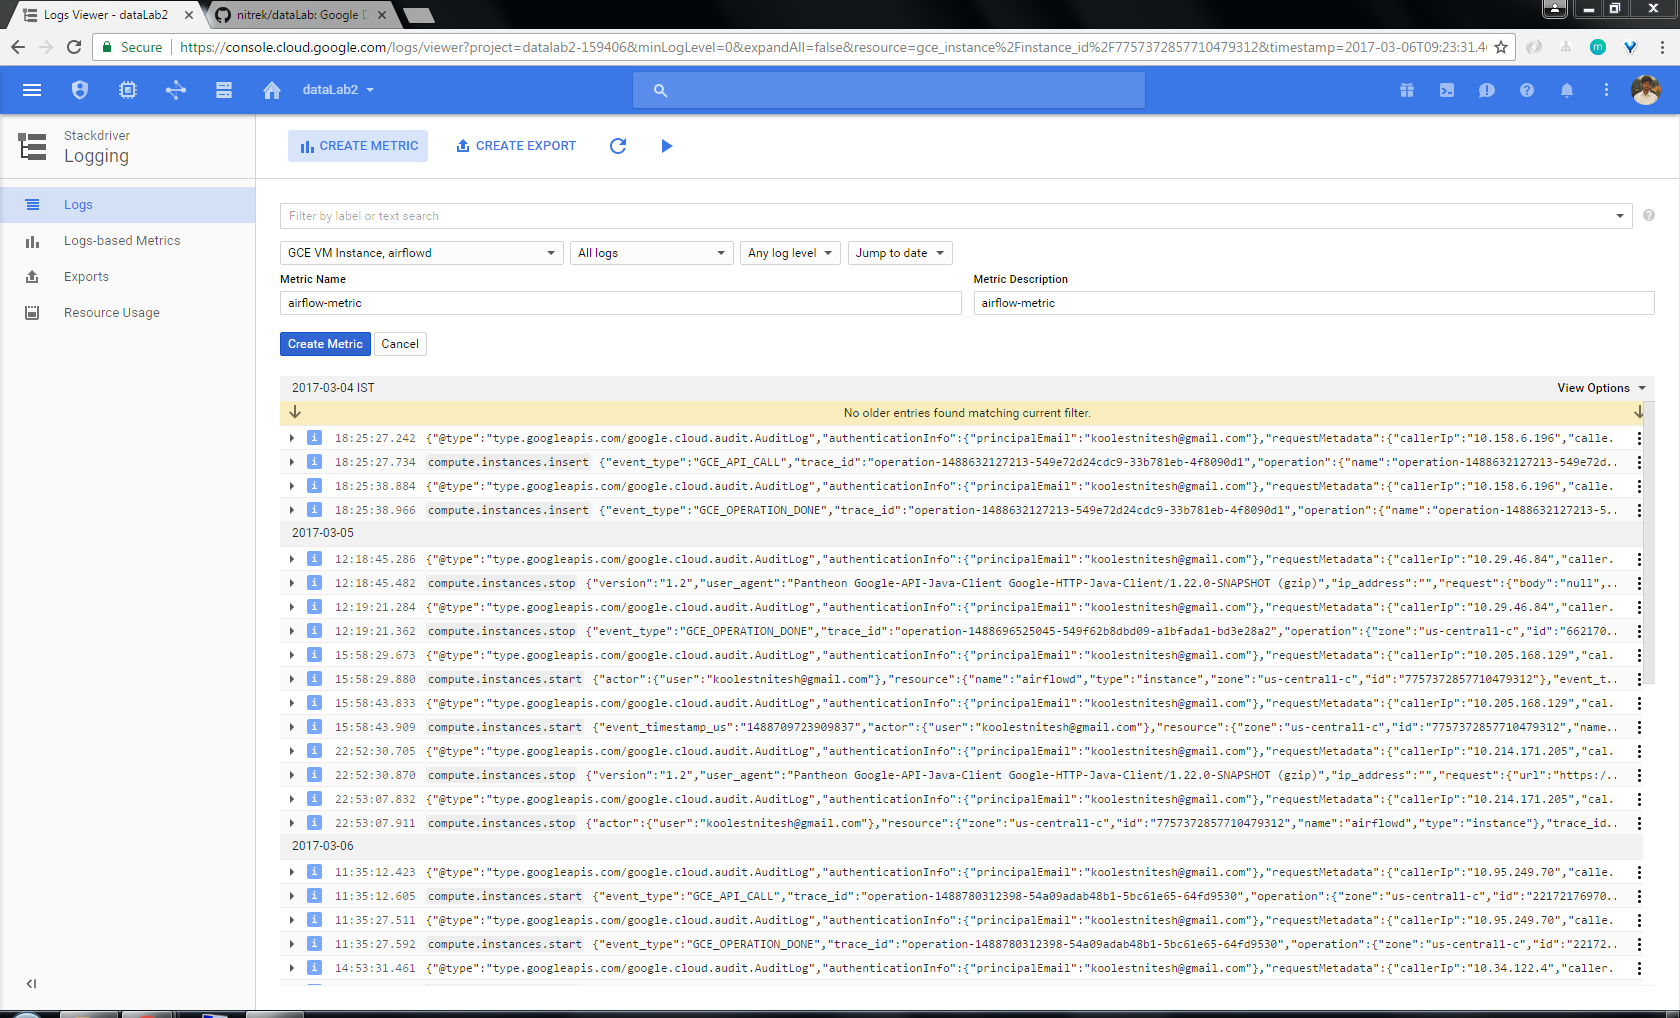 Logs Viewer - dataLab2
nitrek/dataLab: Google D
Secure
https://console.cloud.google.com/logs/viewer?project=datalab2-159406&minLogLevel=0&expandAll=false&resource=gce_instance%2Finstance_id%2F7757372857710479312&timestamp=2017-03-06T09:23:31.4
dataLab2
Stackdriver
Logging
CREATE METRIC
CREATE EXPORT
Logs
Logs-based Metrics
Exports
Resource Usage
Filter by label or text search
GCE VM Instance, airflowd
All logs
Any log level
Jump to date
Metric Name
Metric Description
airflow-metric
airflow-metric
Create Metric
Cancel
2017-03-04 IST
View Options
No older entries found matching current filter.
18:25:27.242 {"@type":"type.googleapis.com/google.cloud.audit.AuditLog","authenticationInfo":{"principalEmail":"koolestnitesh@gmail.com"},"requestMetadata":{"callerIp":"10.158.6.196","calle.
18:25:27.734 compute.instances.insert {"event_type":"GCE_API_CALL","trace_id":"operation-1488632127213-549e72d24cdc9-33b781eb-4f8090d1","operation":{"name":"operation-1488632127213-549e72d..
18:25:38.884 {"@type":"type.googleapis.com/google.cloud.audit.AuditLog","authenticationInfo":{"principalEmail":"koolestnitesh@gmail.com"},"requestMetadata":{"callerIp":"10.158.6.196","calle.
18:25:38.966 compute.instances.insert {"event_type":"GCE_OPERATION_DONE","trace_id":"operation-1488632127213-549e72d24cdc9-33b781eb-4f8090d1","operation":{"name":"operation-1488632127213-5..
2017-03-05
12:18:45.286 {"@type":"type.googleapis.com/google.cloud.audit.AuditLog","authenticationInfo":{"principalEmail":"koolestnitesh@gmail.com"},"requestMetadata":{"callerIp":"10.29.46.84","caller.
12:18:45.482 compute.instances.stop {"version":"1.2","user_agent":"Pantheon Google-API-Java-Client Google-HTTP-Java-Client/1.22.0-SNAPSHOT (gzip)","ip_address":"","request":{"body":"null",..
12:19:21.284 {"@type":"type.googleapis.com/google.cloud.audit.AuditLog","authenticationInfo":{"principalEmail":"koolestnitesh@gmail.com"},"requestMetadata":{"callerIp":"10.29.46.84","caller.
12:19:21.362 compute.instances.stop {"event_type":"GCE_OPERATION_DONE","trace_id":"operation-1488696525045-549f62b8dbd09-a1bfada1-bd3e28a2","operation":{"zone":"us-central1-c","id":"662170..
15:58:29.673 {"@type":"type.googleapis.com/google.cloud.audit.AuditLog","authenticationInfo":{"principalEmail":"koolestnitesh@gmail.com"},"requestMetadata":{"callerIp":"10.205.168.129","cal.
15:58:29.880 compute.instances.start {"actor":{"user":"koolestnitesh@gmail.com"},"resource":{"name":"airflowd","type":"instance","zone":"us-central1-c","id":"7757372857710479312"},"event_t..
15:58:43.833 {"@type":"type.googleapis.com/google.cloud.audit.AuditLog","authenticationInfo":{"principalEmail":"koolestnitesh@gmail.com"},"requestMetadata":{"callerIp":"10.205.168.129","cal.
15:58:43.909 compute.instances.start {"event_timestamp_us":"1488709723909837","actor":{"user":"koolestnitesh@gmail.com"},"resource":{"zone":"us-central1-c","id":"7757372857710479312","name..
22:52:30.705 {"@type":"type.googleapis.com/google.cloud.audit.AuditLog","authenticationInfo":{"principalEmail":"koolestnitesh@gmail.com"},"requestMetadata":{"callerIp":"10.214.171.205","cal.
22:52:30.870 compute.instances.stop {"version":"1.2","user_agent":"Pantheon Google-API-Java-Client Google-HTTP-Java-Client/1.22.0-SNAPSHOT (gzip)","ip_address":"","request":{"url":"https:/..
22:53:07.832 {"@type":"type.googleapis.com/google.cloud.audit.AuditLog","authenticationInfo":{"principalEmail":"koolestnitesh@gmail.com"},"requestMetadata":{"callerIp":"10.214.171.205","cal.
22:53:07.911 compute.instances.stop {"actor":{"user":"koolestnitesh@gmail.com"},"resource":{"zone":"us-central1-c","id":"7757372857710479312","name":"airflowd","type":"instance"},"trace_id..
2017-03-06
11:35:12.423 {"@type":"type.googleapis.com/google.cloud.audit.AuditLog","authenticationInfo":{"principalEmail":"koolestnitesh@gmail.com"},"requestMetadata":{"callerIp":"10.95.249.70","calle.
11:35:12.605 compute.instances.start {"event_type":"GCE_API_CALL","trace_id":"operation-1488780312398-54a09adab48b1-5bc61e65-64fd9530","operation":{"zone":"us-central1-c","id":"22172176970..
11:35:27.511 {"@type":"type.googleapis.com/google.cloud.audit.AuditLog","authenticationInfo":{"principalEmail":"koolestnitesh@gmail.com"},"requestMetadata":{"callerIp":"10.95.249.70","calle.
11:35:27.592 compute.instances.start {"event_type":"GCE_OPERATION_DONE","trace_id":"operation-1488780312398-54a09adab48b1-5bc61e65-64fd9530","operation":{"zone":"us-central1-c","id":"22172..
14:53:31.461 {"@type":"type.googleapis.com/google.cloud.audit.AuditLog","authenticationInfo":{"principalEmail":"koolestnitesh@gmail.com"},"requestMetadata":{"callerIp":"10.34.122.4","caller.